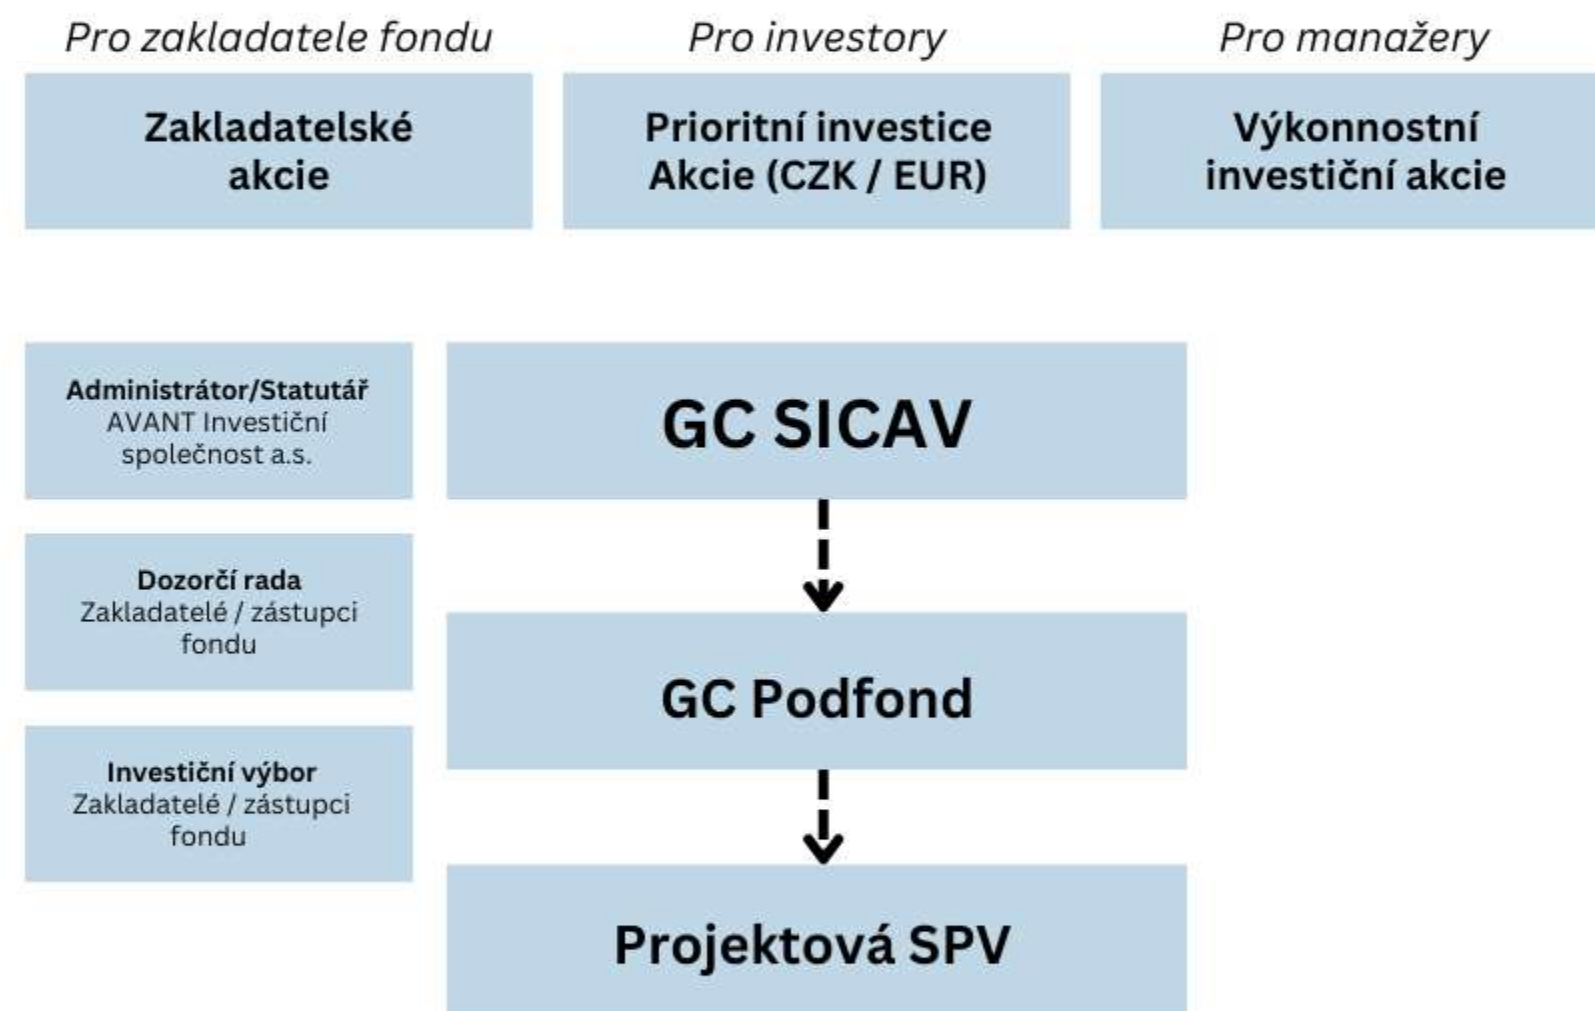 Pro zakladatele fondu
Pro investory
Pro manažery
Zakladatelské
akcie
Prioritní investice
Akcie (CZK / EUR)
Výkonnostní
investiční akcie
Administrátor/Statutář
AVANT Investiční
společnost a.s.
GC SICAV
Dozorčí rada
Zakladatelé / zástupci
fondu
GC Podfond
Investiční výbor
Zakladatelé / zástupci
fondu
Projektová SPV